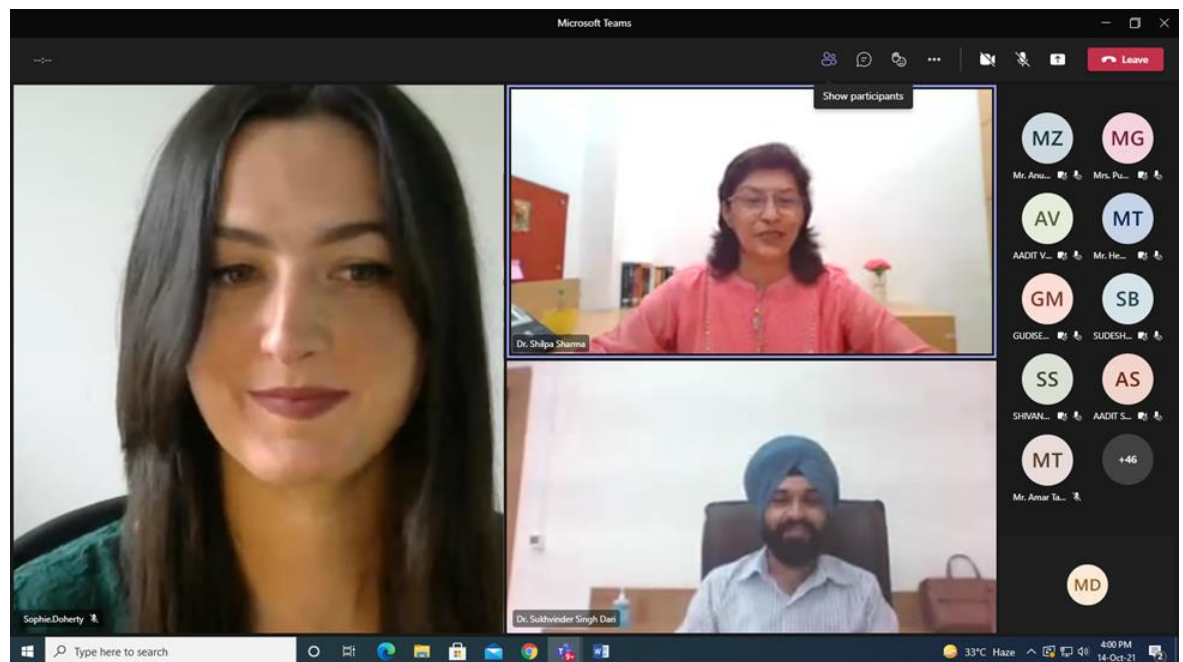 Microsoft Teams
--:--
Leave
Show participants
MZ
MG
Mr. Anu...
Mrs. Pu...
AV
MT
AADIT V...
Mr. He...
GM
SB
GUDISE...
SUDESH...
SS
AS
SHIVAN...
AADIT S...
MT
+46
Mr. Amar Ta...
MD
Dr. Shilpa Sharma
Sophie.Doherty
Dr. Sukhvinder Singh Dari
Type here to search
33°C Haze
4:00 PM
14-Oct-21